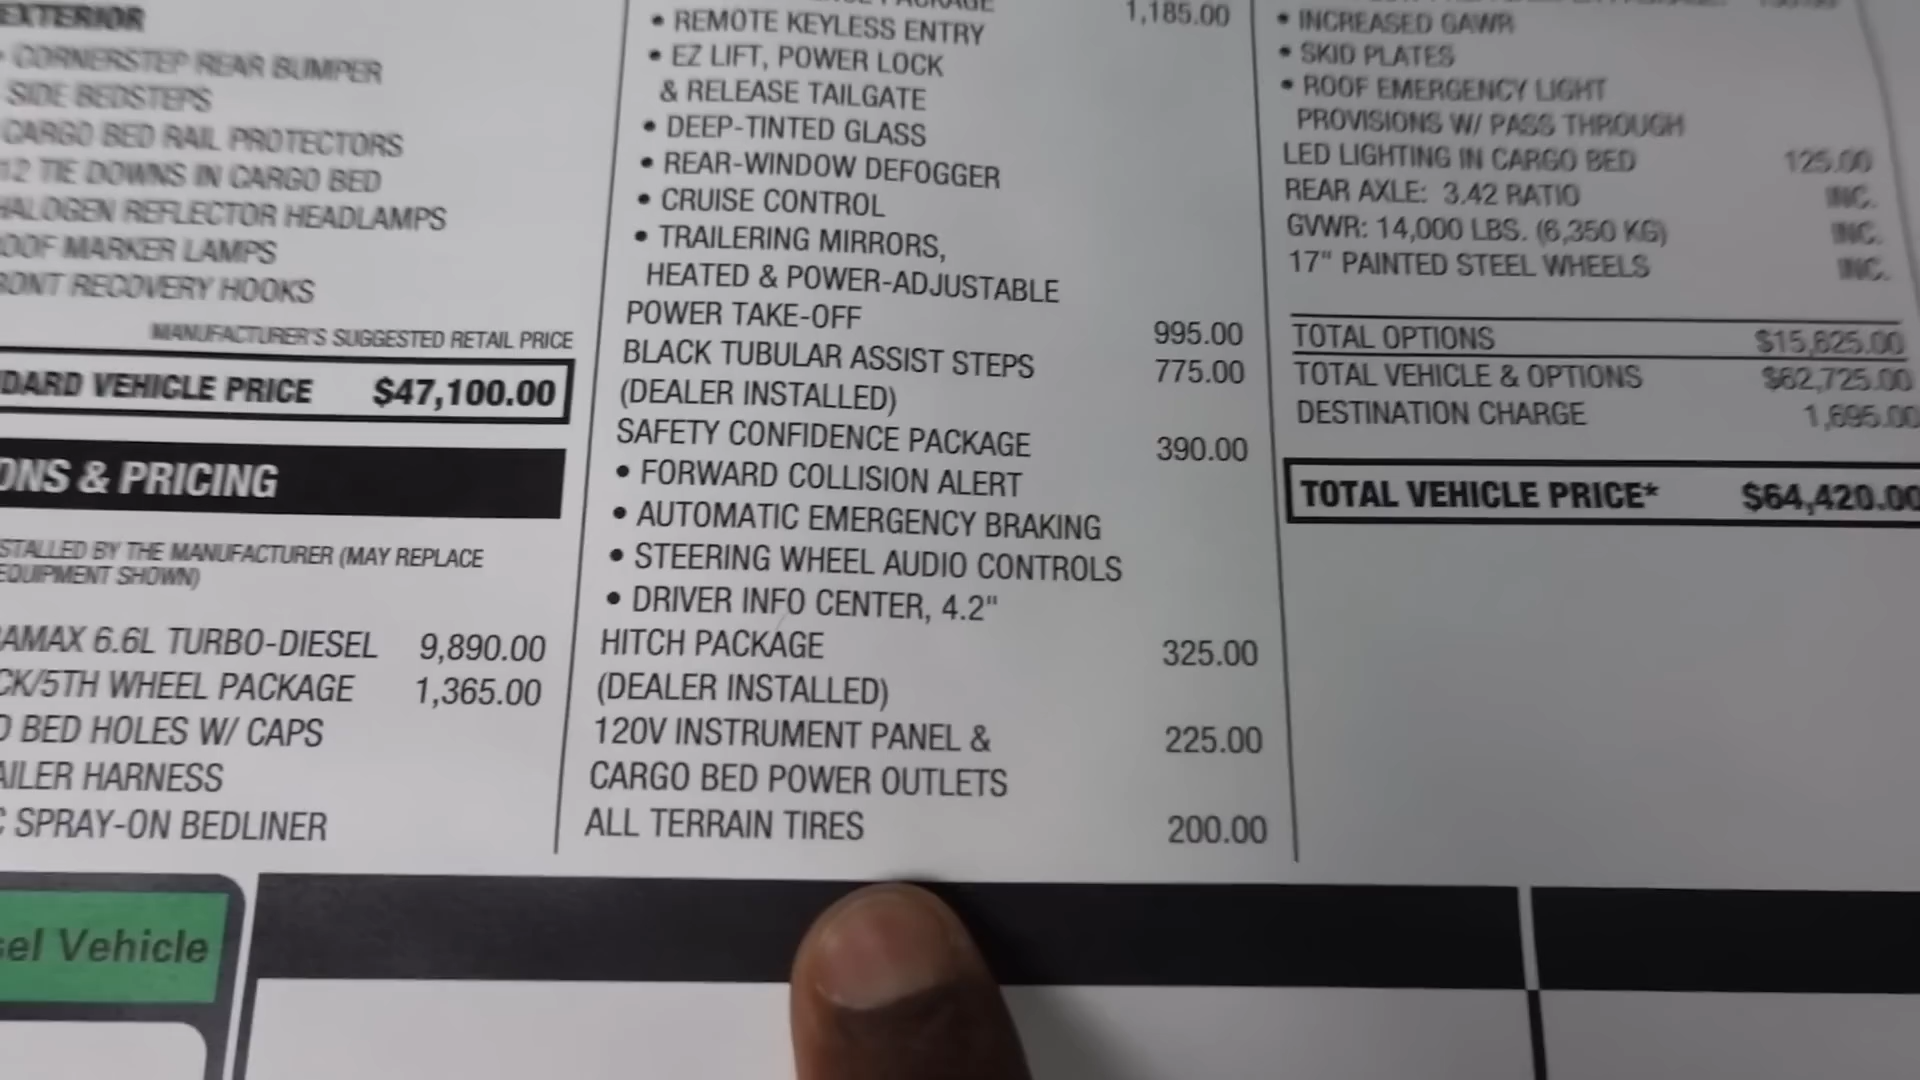 EXTERIOR
• CORNERSTEP REAR BUMPER
SIDE BEDSTEPS
CARGO BED RAIL PROTECTORS
12 TIE DOWNS IN CARGO BED
HALOGEN REFLECTOR HEADLAMPS
OOF MARKER LAMPS
RONT RECOVERY HOOKS
MANUFACTURER'S SUGGESTED RETAIL PRICE
DARD VEHICLE PRICE $47,100.00
ONS & PRICING
STALLED BY THE MANUFACTURER (MAY REPLACE
EQUIPMENT SHOWN)
AMAX 6.6L TURBO-DIESEL 9,890.00
CK/5TH WHEEL PACKAGE 1,365.00
D BED HOLES W/ CAPS
AILER HARNESS
C SPRAY-ON BEDLINER
PACKAGE 1,185.00
• REMOTE KEYLESS ENTRY
• EZ LIFT, POWER LOCK
& RELEASE TAILGATE
• DEEP-TINTED GLASS
• REAR-WINDOW DEFOGGER
• CRUISE CONTROL
• TRAILERING MIRRORS,
HEATED & POWER-ADJUSTABLE
POWER TAKE-OFF 995.00
BLACK TUBULAR ASSIST STEPS 775.00
(DEALER INSTALLED)
SAFETY CONFIDENCE PACKAGE 390.00
• FORWARD COLLISION ALERT
• AUTOMATIC EMERGENCY BRAKING
• STEERING WHEEL AUDIO CONTROLS
• DRIVER INFO CENTER, 4.2"
HITCH PACKAGE 325.00
(DEALER INSTALLED)
120V INSTRUMENT PANEL & 225.00
CARGO BED POWER OUTLETS
ALL TERRAIN TIRES 200.00
• INCREASED GAWR
• SKID PLATES
• ROOF EMERGENCY LIGHT
PROVISIONS W/ PASS THROUGH
LED LIGHTING IN CARGO BED 125.00
REAR AXLE: 3.42 RATIO INC.
GVWR: 14,000 LBS. (6,350 KG) INC.
17" PAINTED STEEL WHEELS INC.
TOTAL OPTIONS $15,625.00
TOTAL VEHICLE & OPTIONS $62,725.00
DESTINATION CHARGE 1,695.00
TOTAL VEHICLE PRICE* $64,420.00
sel Vehicle